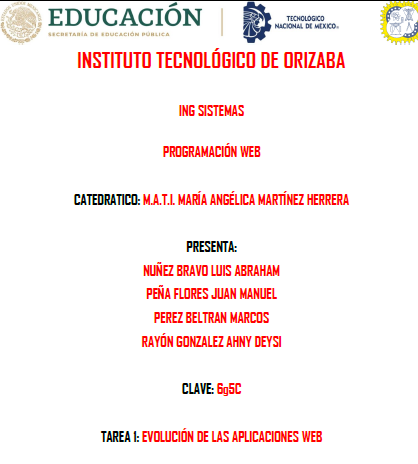 EDUCACIÓN
SECRETARÍA DE EDUCACIÓN PÚBLICA
TECNOLÓGICO
NACIONAL DE MÉXICO
INSTITUTO TECNOLÓGICO DE ORIZABA
ING SISTEMAS
PROGRAMACIÓN WEB
CATEDRATICO: M.A.T.I. MARÍA ANGÉLICA MARTÍNEZ HERRERA
PRESENTA:
NUÑEZ BRAVO LUIS ABRAHAM
PEÑA FLORES JUAN MANUEL
PEREZ BELTRAN MARCOS
RAYÓN GONZALEZ AHNY DEYSI
CLAVE: 6g5C
TAREA 1: EVOLUCIÓN DE LAS APLICACIONES WEB